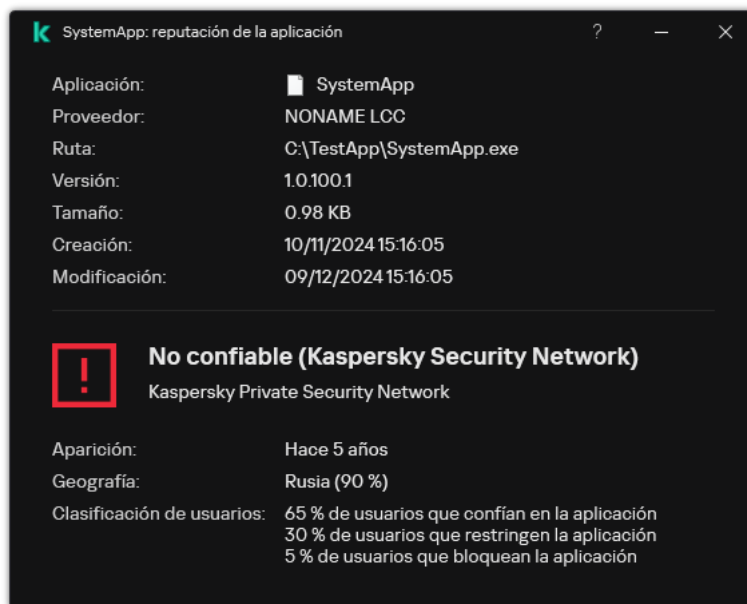 SystemApp: reputación de la aplicación
Aplicación: SystemApp
Proveedor: NONAME LCC
Ruta: C:\TestApp\SystemApp.exe
Versión: 1.0.100.1
Tamaño: 0.98 KB
Creación: 10/11/2024 15:16:05
Modificación: 09/12/2024 15:16:05
No confiable (Kaspersky Security Network)
Kaspersky Private Security Network
Aparición: Hace 5 años
Geografía: Rusia (90 %)
Clasificación de usuarios: 65 % de usuarios que confían en la aplicación
30 % de usuarios que restringen la aplicación
5 % de usuarios que bloquean la aplicación